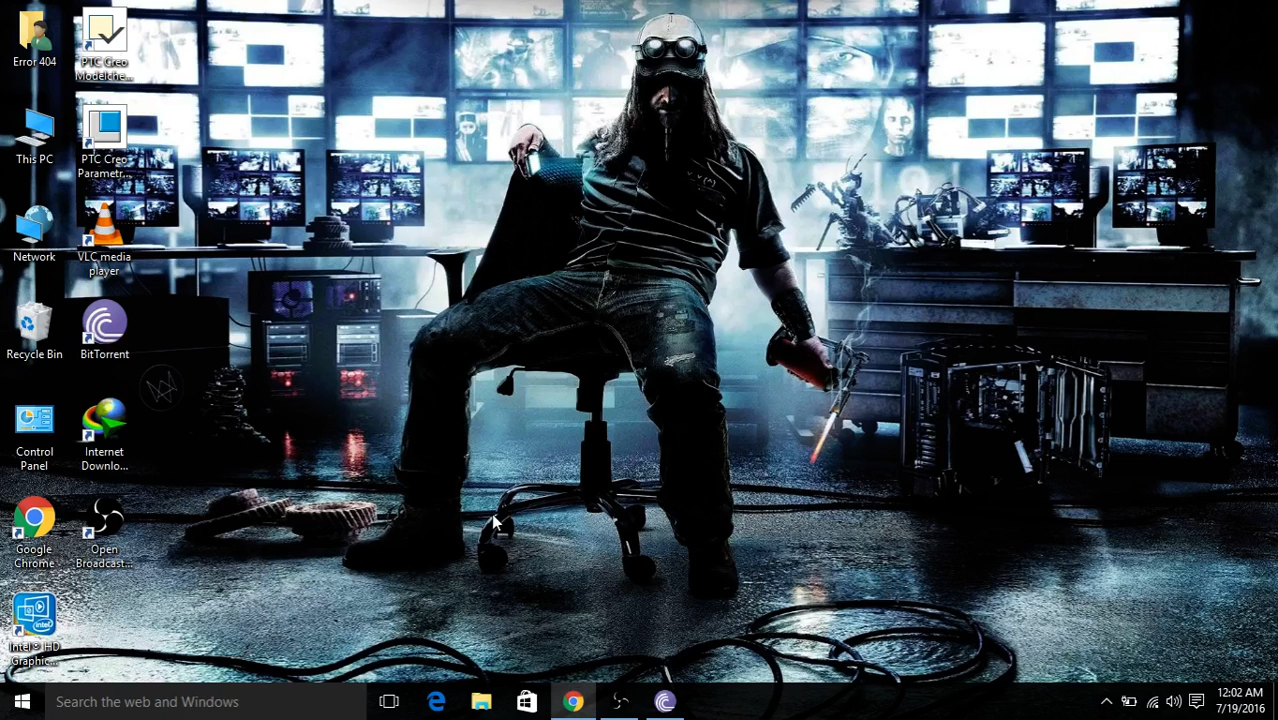 Error 404
PTC Creo
Modelche...
This PC
PTC Creo
Parametr...
Network
VLC media
player
Recycle Bin
BitTorrent
Control
Panel
Internet
Downlo...
Google
Chrome
Open
Broadcast...
Intel® HD
Graphic...
Search the web and Windows
12:02 AM
7/19/2016